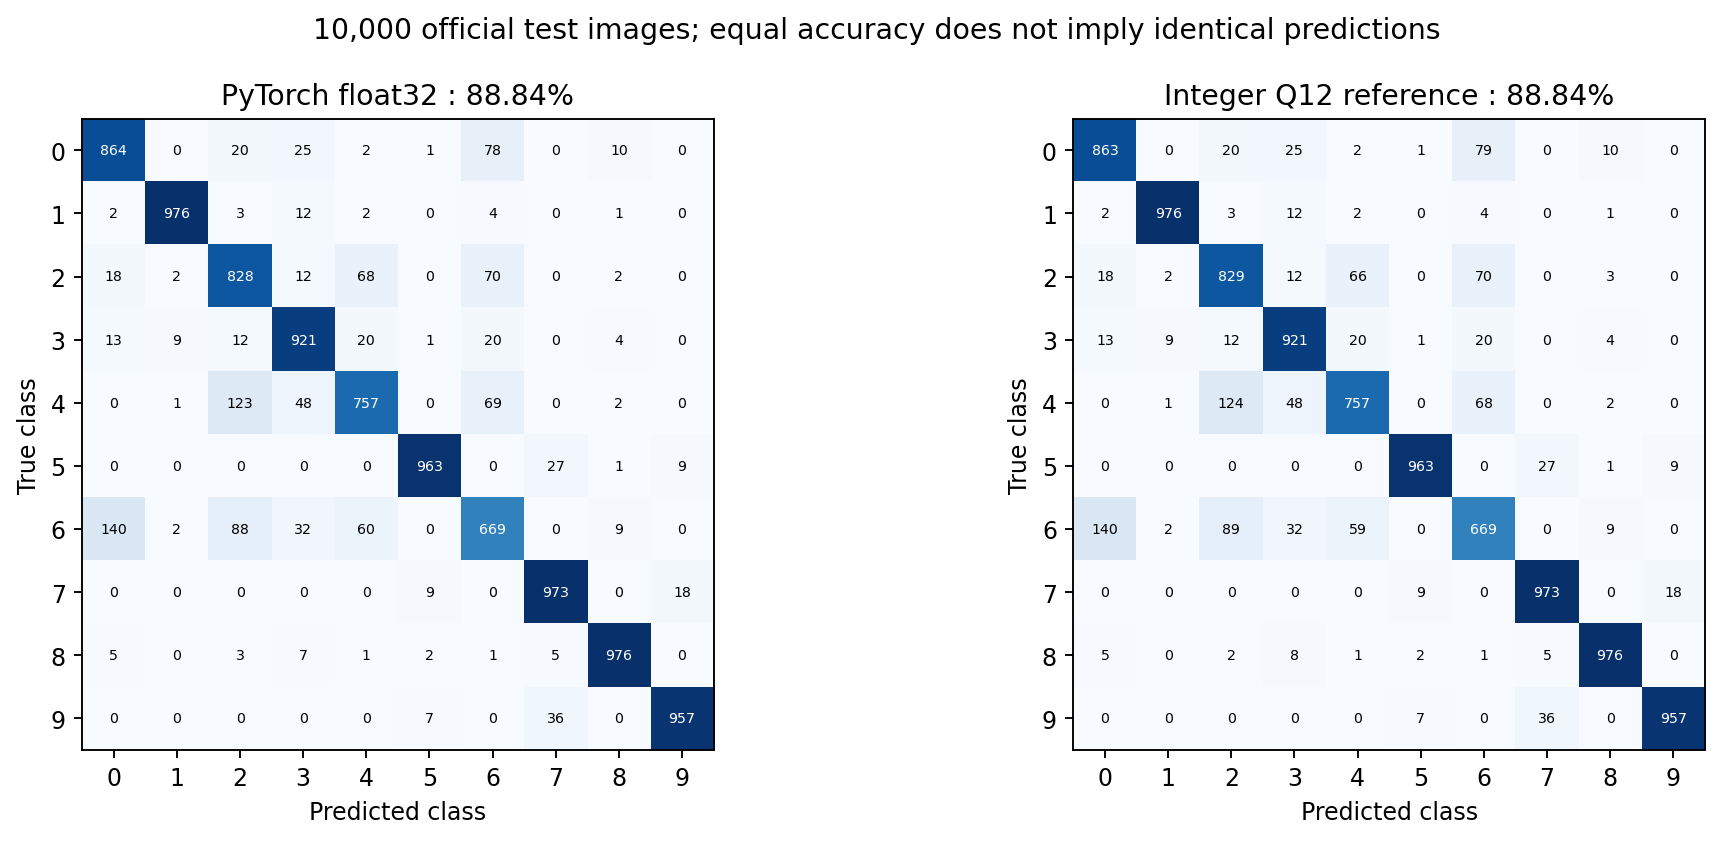 10,000 official test images; equal accuracy does not imply identical predictions
PyTorch float32 : 88.84%
True class
0 864 0 20 25 2 1 78 0 10 0
1 2 976 3 12 2 0 4 0 1 0
2 18 2 828 12 68 0 70 0 2 0
3 13 9 12 921 20 1 20 0 4 0
4 0 1 123 48 757 0 69 0 2 0
5 0 0 0 0 0 963 0 27 1 9
6 140 2 88 32 60 0 669 0 9 0
7 0 0 0 0 0 9 0 973 0 18
8 5 0 3 7 1 2 1 5 976 0
9 0 0 0 0 0 7 0 36 0 957
0 1 2 3 4 5 6 7 8 9
Predicted class
Integer Q12 reference : 88.84%
True class
0 863 0 20 25 2 1 79 0 10 0
1 2 976 3 12 2 0 4 0 1 0
2 18 2 829 12 66 0 70 0 3 0
3 13 9 12 921 20 1 20 0 4 0
4 0 1 124 48 757 0 68 0 2 0
5 0 0 0 0 0 963 0 27 1 9
6 140 2 89 32 59 0 669 0 9 0
7 0 0 0 0 0 9 0 973 0 18
8 5 0 2 8 1 2 1 5 976 0
9 0 0 0 0 0 7 0 36 0 957
0 1 2 3 4 5 6 7 8 9
Predicted class